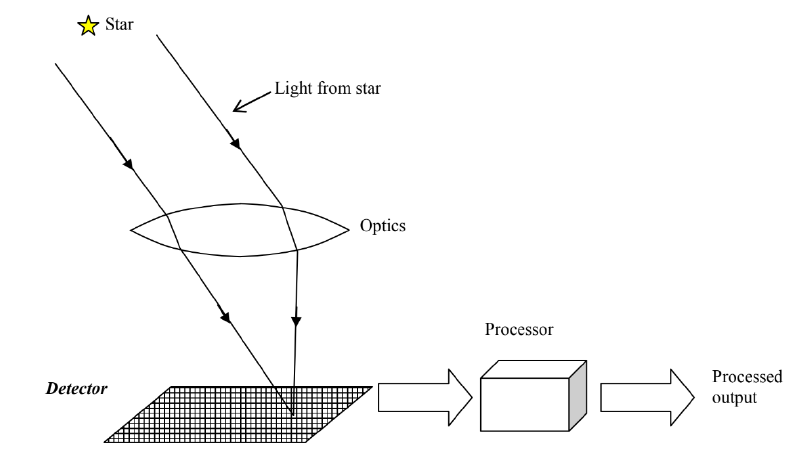 Star
Light from star
Optics
Processor
Detector
Processed
output